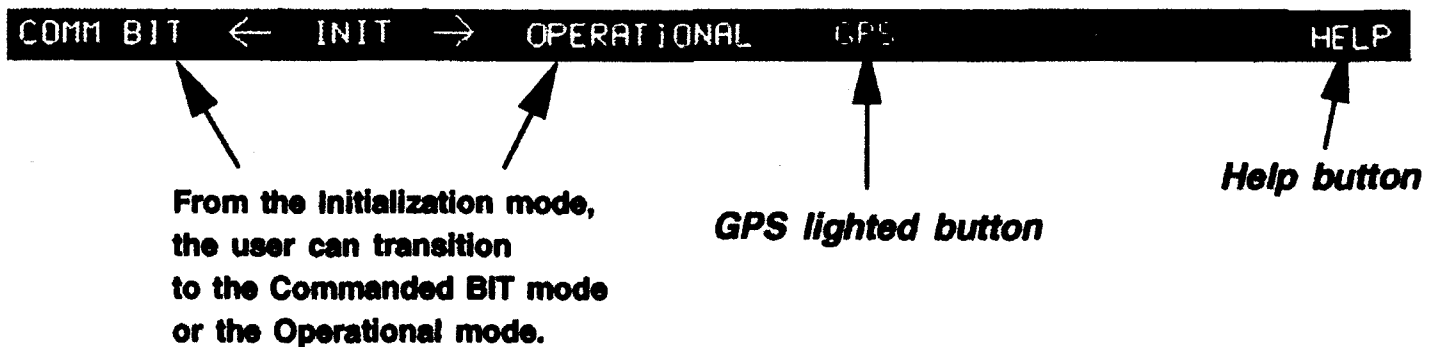 COMM BIT ← INIT → OPERATIONAL GPS HELP
From the Initialization mode,
the user can transition
to the Commanded BIT mode
or the Operational mode.
GPS lighted button
Help button